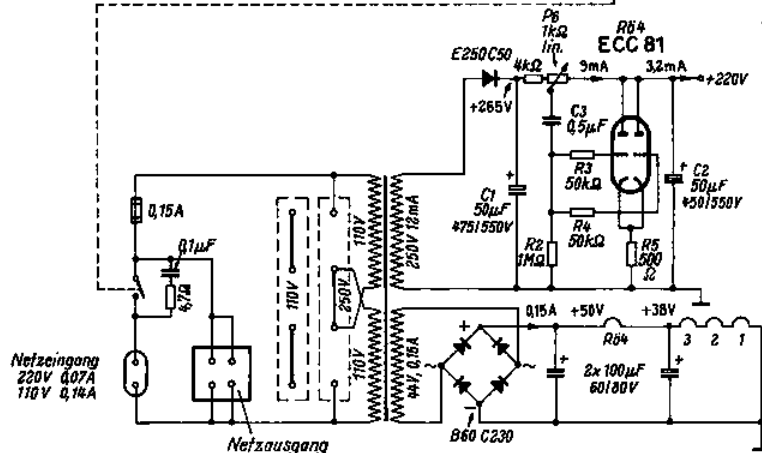 P6
1kΩ
lin.
Rö4
ECC 81
E250C50
4kΩ
9mA
3,2mA
+220V
+265V
C3
0,5µF
R3
50kΩ
C1
50µF
475/550V
C2
50µF
450/550V
R4
50kΩ
R2
1MΩ
R5
500
Ω
0,15A
0,1µF
4,7Ω
110V
250V
110V
110V
250V 12mA
44V, 0,15A
Netzeingang
220V 0,07A
110V 0,14A
Netzausgang
0,15A
+50V
Rö4
+38V
3 2 1
2x100µF
60/80V
B60 C230